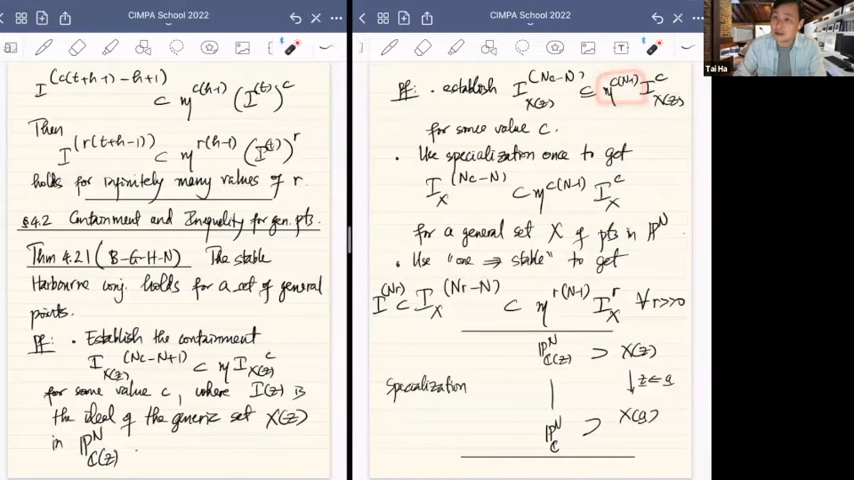 CIMPA School 2022
I^(c(t+h-1)-h+1) ⊂ m^c(h-1) (I^(t))^c
Then
I^(r(t+h-1)) ⊂ m^r(h-1) (I^(t))^r
holds for infinitely many values of r.
§4.2 Containment and Inequality for gen. pts.
Thm 4.2.1 (B-G-H-N) The stable
Harbourne conj. holds for a set of general
points.
Pf: • Establish the containment
I_X(z)^(Nc-N+1) ⊂ m I_X(z)^c
for some value c, where I(z) is
the ideal of the generic set X(z)
in P^N_C(z).
CIMPA School 2022
Pf: • establish I_X(z)^(Nc-N) ⊆ m^c(N-1) I_X(z)^c
for some value c.
• Use specialization once to get
I_X^(Nc-N) ⊂ m^c(N-1) I_X^c
for a general set X of pts in P^N.
• Use "one ⇒ stable" to get
I^(Nr) ⊂ I_X^(Nr-N) ⊂ m^r(N-1) I_X^r ∀ r>>0
P^N_C(z) ⊃ X(z)
Specialization ↓ z ← a
P^N_C ⊃ X(a)
Tai Ha